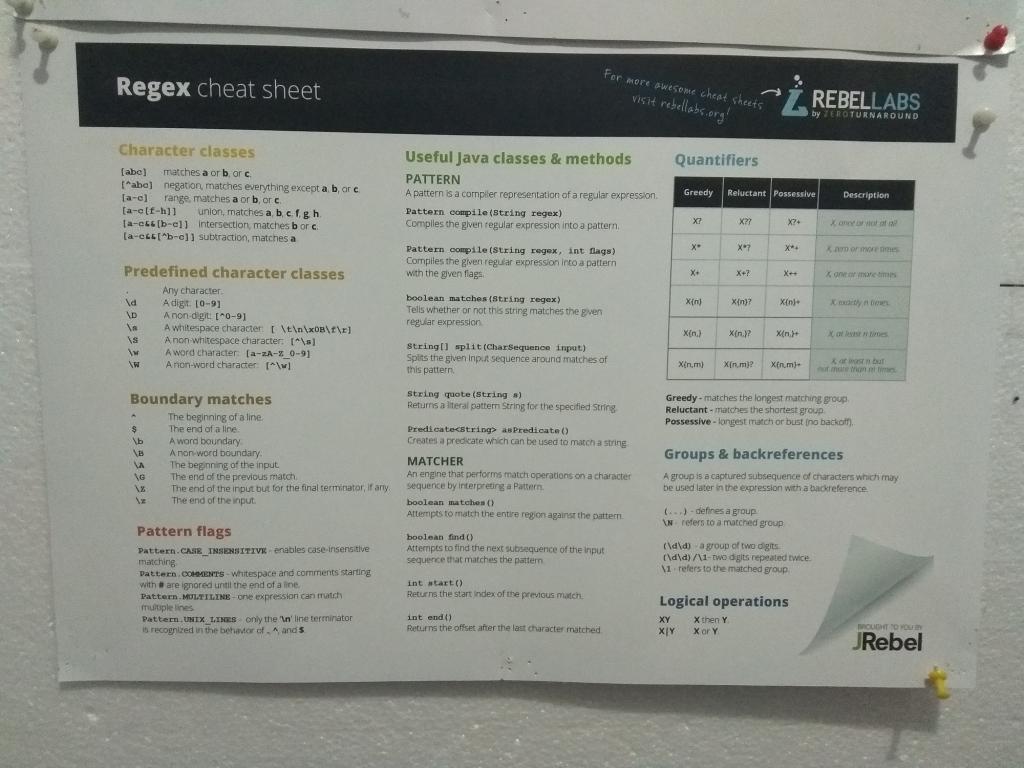 Regex cheat sheet
For more awesome cheat sheets
visit rebellabs.org!
REBELLABS
by ZEROTURNAROUND
Character classes
[abc] matches a or b, or c.
[^abc] negation, matches everything except a, b, or c.
[a-c] range, matches a or b, or c.
[a-c[f-h]] union, matches a, b, c, f, g, h.
[a-c&&[b-c]] intersection, matches b or c.
[a-c&&[^b-c]] subtraction, matches a.
Predefined character classes
. Any character.
\d A digit: [0-9]
\D A non-digit: [^0-9]
\s A whitespace character: [ \t\n\x0B\f\r]
\S A non-whitespace character: [^\s]
\w A word character: [a-zA-Z_0-9]
\W A non-word character: [^\w]
Boundary matches
^ The beginning of a line.
$ The end of a line.
\b A word boundary.
\B A non-word boundary.
\A The beginning of the input.
\G The end of the previous match.
\Z The end of the input but for the final terminator, if any.
\z The end of the input.
Pattern flags
Pattern.CASE_INSENSITIVE - enables case-insensitive
matching.
Pattern.COMMENTS - whitespace and comments starting
with # are ignored until the end of a line.
Pattern.MULTILINE - one expression can match
multiple lines.
Pattern.UNIX_LINES - only the '\n' line terminator
is recognized in the behavior of ., ^, and $.
Useful Java classes & methods
PATTERN
A pattern is a compiler representation of a regular expression.
Pattern compile(String regex)
Compiles the given regular expression into a pattern.
Pattern compile(String regex, int flags)
Compiles the given regular expression into a pattern
with the given flags.
boolean matches(String regex)
Tells whether or not this string matches the given
regular expression.
String[] split(CharSequence input)
Splits the given input sequence around matches of
this pattern.
String quote(String s)
Returns a literal pattern String for the specified String.
Predicate<String> asPredicate()
Creates a predicate which can be used to match a string.
MATCHER
An engine that performs match operations on a character
sequence by interpreting a Pattern.
boolean matches()
Attempts to match the entire region against the pattern.
boolean find()
Attempts to find the next subsequence of the input
sequence that matches the pattern.
int start()
Returns the start index of the previous match.
int end()
Returns the offset after the last character matched.
Quantifiers
Greedy Reluctant Possessive Description
X? X?? X?+ X, once or not at all.
X* X*? X*+ X, zero or more times.
X+ X+? X++ X, one or more times.
X{n} X{n}? X{n}+ X, exactly n times.
X{n,} X{n,}? X{n,}+ X, at least n times.
X{n,m} X{n,m}? X{n,m}+ X, at least n but
not more than m times.
Greedy - matches the longest matching group.
Reluctant - matches the shortest group.
Possessive - longest match or bust (no backoff).
Groups & backreferences
A group is a captured subsequence of characters which may
be used later in the expression with a backreference.
(...) - defines a group.
\N - refers to a matched group.
(\d\d) - a group of two digits.
(\d\d)/\1 - two digits repeated twice.
\1 - refers to the matched group.
Logical operations
XY X then Y.
X|Y X or Y.
BROUGHT TO YOU BY
JRebel